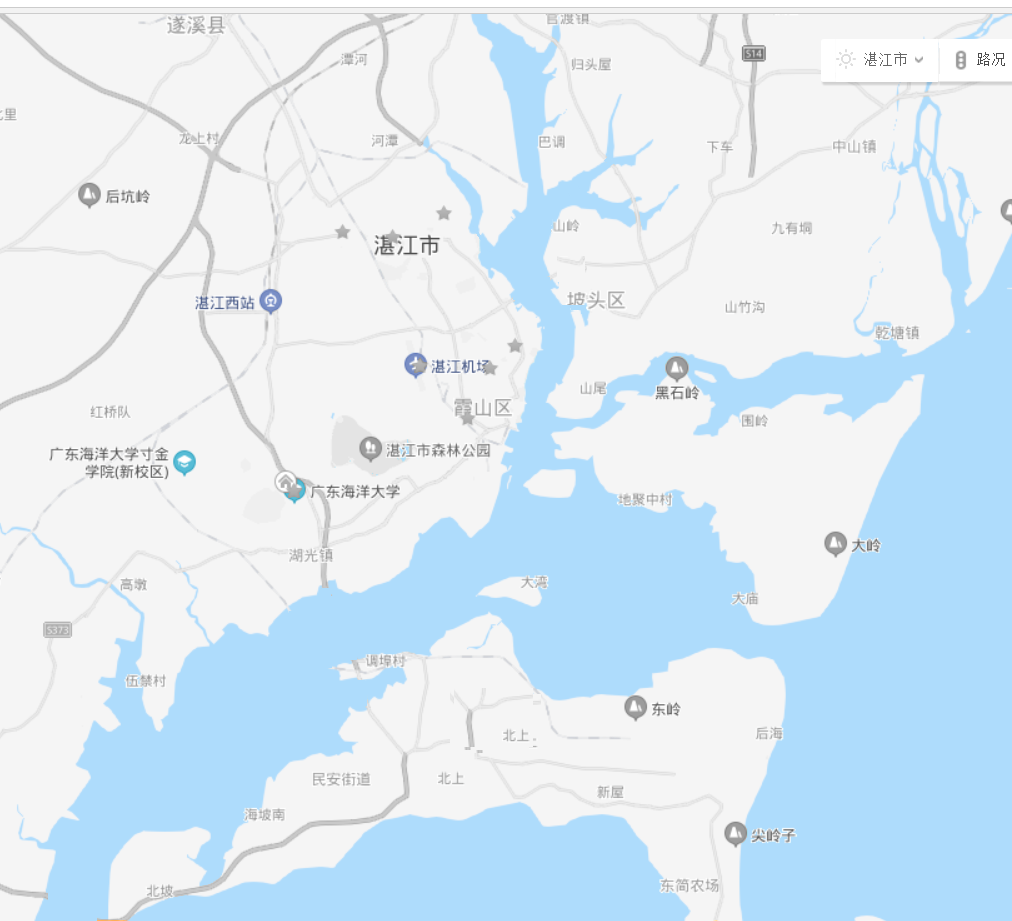 官渡镇
遂溪县
514
湛江市
路况
潭河
归头屋
龙上村
河潭
巴调
下车
中山镇
后坑岭
山岭
九有垌
湛江市
湛江西站
坡头区
山竹沟
乾塘镇
湛江机场
山尾
黑石岭
红桥队
霞山区
围岭
广东海洋大学寸金
学院(新校区)
湛江市森林公园
广东海洋大学
地聚中村
大岭
湖光镇
高墩
大湾
大庙
S373
调埠村
伍禁村
东岭
北上
后海
民安街道
北上
新屋
海坡南
尖岭子
北坡
东简农场